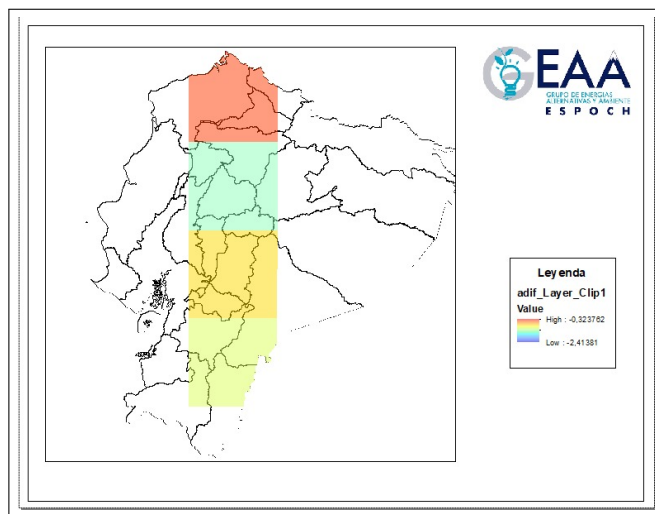 GEAA
GRUPO DE ENERGIAS
ALTERNATIVAS Y AMBIENTE
ESPOCH
Leyenda
adif_Layer_Clip1
Value
High : -0,323762
Low : -2,41381